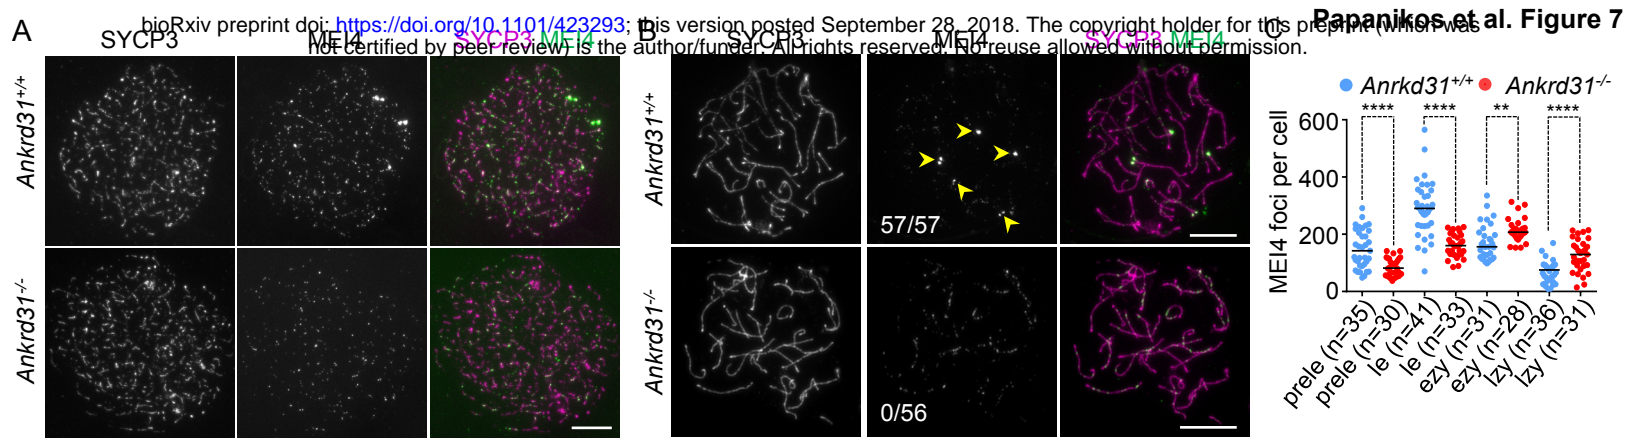 bioRxiv preprint doi: https://doi.org/10.1101/423293; this version posted September 28, 2018. The copyright holder for this preprint (which was
not certified by peer review) is the author/funder. All rights reserved. No reuse allowed without permission.
Papanikos et al. Figure 7
A
SYCP3
MEI4
SYCP3 MEI4
Ankrd31+/+
Ankrd31-/-
B
SYCP3
MEI4
SYCP3 MEI4
Ankrd31+/+
57/57
Ankrd31-/-
0/56
C
Anrkd31+/+
Ankrd31-/-
****
****
**
****
MEI4 foci per cell
600
400
200
0
prele (n=35)
prele (n=30)
le (n=41)
le (n=33)
ezy (n=31)
ezy (n=28)
lzy (n=36)
lzy (n=31)